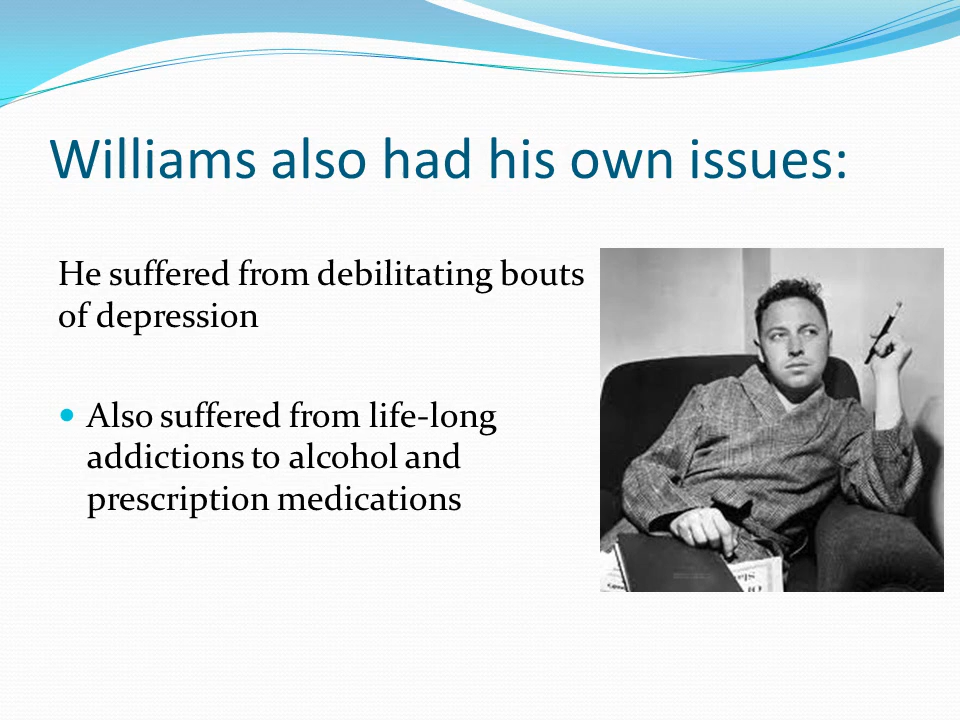 Williams also had his own issues:
He suffered from debilitating bouts
of depression
Also suffered from life-long
addictions to alcohol and
prescription medications